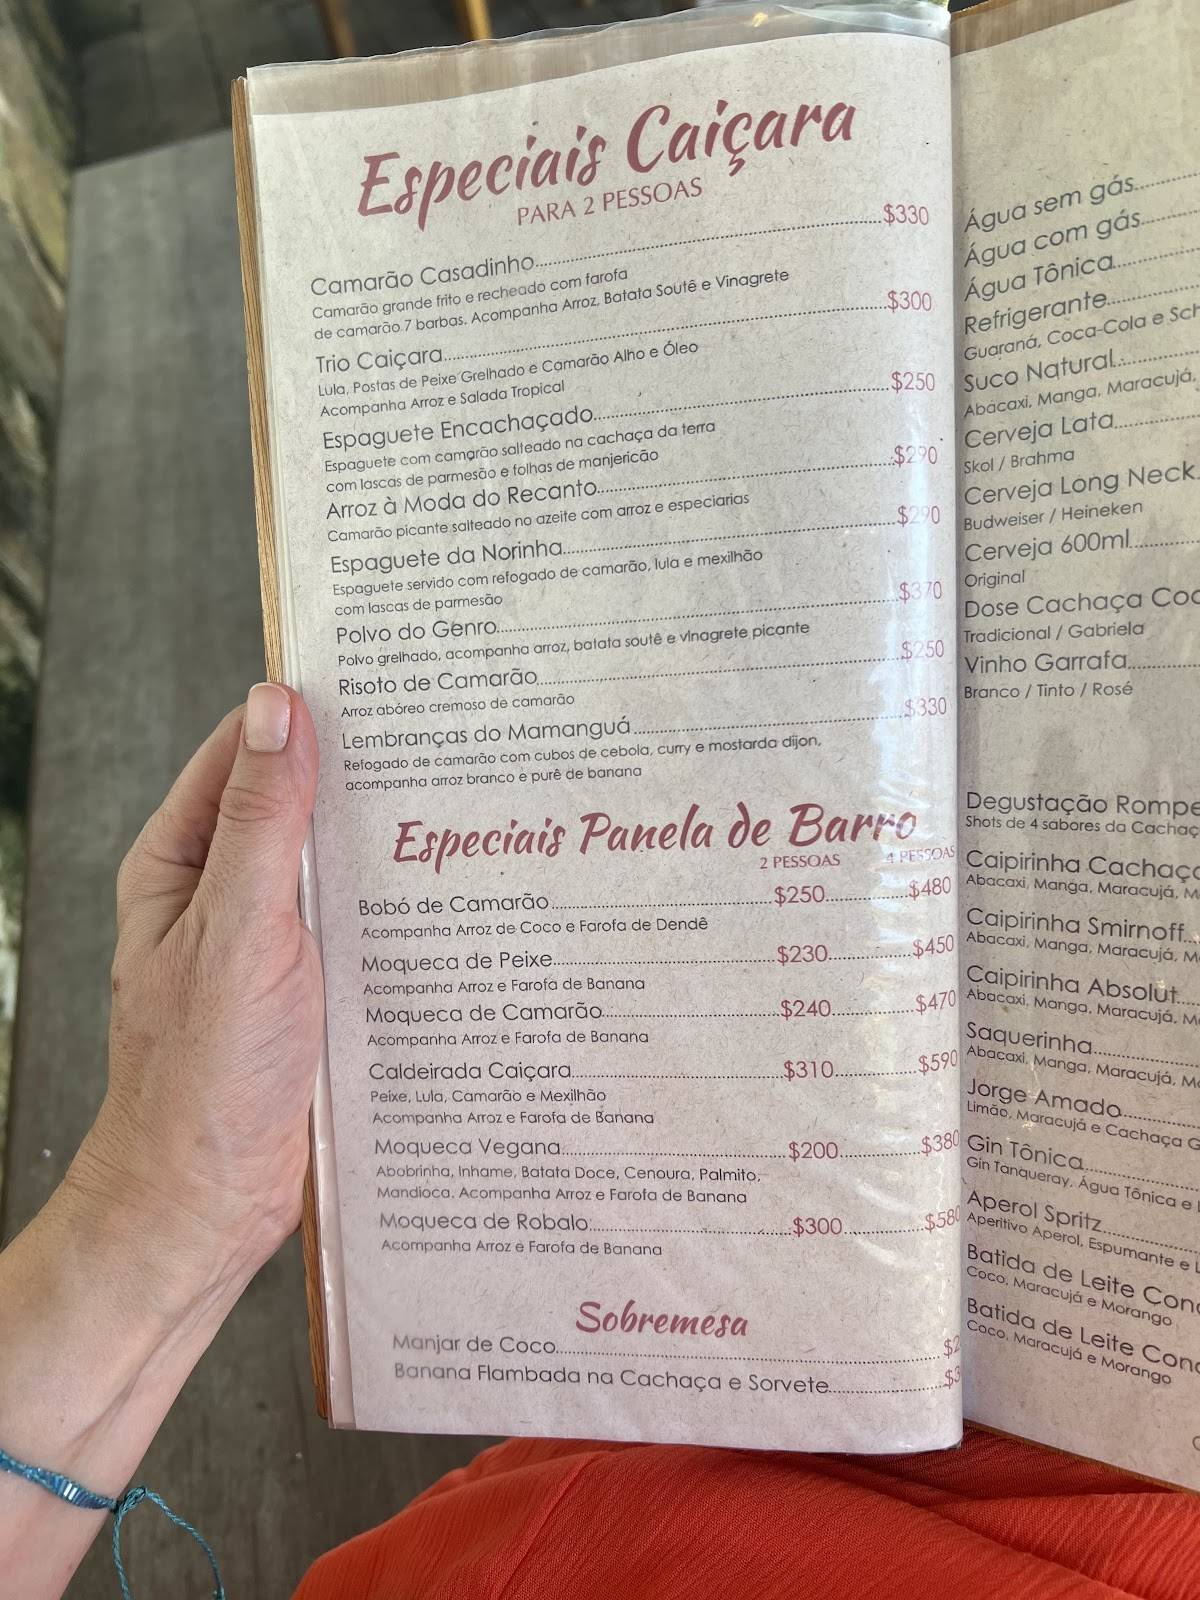 Especiais Caiçara
PARA 2 PESSOAS
Camarão Casadinho..........$330
Camarão grande frito e recheado com farofa
de camarão 7 barbas. Acompanha Arroz, Batata Soutê e Vinagrete
Trio Caiçara..........$300
Lula, Postas de Peixe Grelhado e Camarão Alho e Óleo
Acompanha Arroz e Salada Tropical
Espaguete Encachaçado..........$250
Espaguete com camarão salteado na cachaça da terra
com lascas de parmesão e folhas de manjericão
Arroz à Moda do Recanto..........$290
Camarão picante salteado no azeite com arroz e especiarias
Espaguete da Norinha..........$290
Espaguete servido com refogado de camarão, lula e mexilhão
com lascas de parmesão
Polvo do Genro..........$370
Polvo grelhado, acompanha arroz, batata soutê e vinagrete picante
Risoto de Camarão..........$250
Arroz abóreo cremoso de camarão
Lembranças do Mamanguá..........$330
Refogado de camarão com cubos de cebola, curry e mostarda dijon,
acompanha arroz branco e purê de banana
Especiais Panela de Barro
2 PESSOAS 4 PESSOAS
Bobó de Camarão..........$250..........$480
Acompanha Arroz de Coco e Farofa de Dendê
Moqueca de Peixe..........$230..........$450
Acompanha Arroz e Farofa de Banana
Moqueca de Camarão..........$240..........$470
Acompanha Arroz e Farofa de Banana
Caldeirada Caiçara..........$310..........$590
Peixe, Lula, Camarão e Mexilhão
Acompanha Arroz e Farofa de Banana
Moqueca Vegana..........$200..........$380
Abobrinha, Inhame, Batata Doce, Cenoura, Palmito,
Mandioca. Acompanha Arroz e Farofa de Banana
Moqueca de Robalo..........$300..........$580
Acompanha Arroz e Farofa de Banana
Sobremesa
Manjar de Coco..........$2
Banana Flambada na Cachaça e Sorvete..........$3
Água sem gás
Água com gás
Água Tônica
Refrigerante
Guaraná, Coca-Cola e Sch
Suco Natural
Abacaxi, Manga, Maracujá,
Cerveja Lata
Skol / Brahma
Cerveja Long Neck
Budweiser / Heineken
Cerveja 600ml
Original
Dose Cachaça Coq
Tradicional / Gabriela
Vinho Garrafa
Branco / Tinto / Rosé
Degustação Rompe
Shots de 4 sabores da Cachaç
Caipirinha Cachaça
Abacaxi, Manga, Maracujá, M
Caipirinha Smirnoff
Abacaxi, Manga, Maracujá, M
Caipirinha Absolut
Abacaxi, Manga, Maracujá, M
Saquerinha
Abacaxi, Manga, Maracujá, M
Jorge Amado
Limão, Maracujá e Cachaça G
Gin Tônica
Gin Tanqueray, Água Tônica e
Aperol Spritz
Aperitivo Aperol, Espumante e L
Batida de Leite Cond
Coco, Maracujá e Morango
Batida de Leite Cond
Coco, Maracujá e Morango